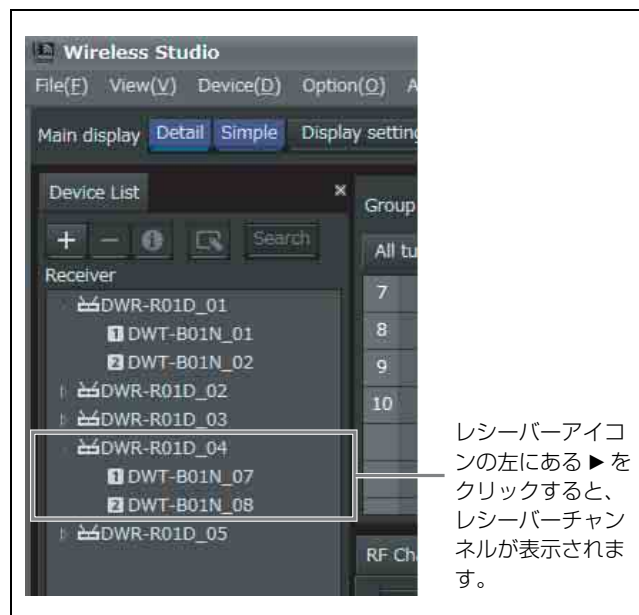 Wireless Studio
File(F) View(V) Device(D) Option(O) A
Main display Detail Simple Display setting
Device List ×
Group
+ − Search
All tu
Receiver
7
8
9
10
DWR-R01D_01
1 DWT-B01N_01
2 DWT-B01N_02
DWR-R01D_02
DWR-R01D_03
DWR-R01D_04
1 DWT-B01N_07
2 DWT-B01N_08
DWR-R01D_05
RF Ch
レシーバーアイコ
ンの左にある ▶ を
クリックすると、
レシーバーチャン
ネルが表示されま
す。